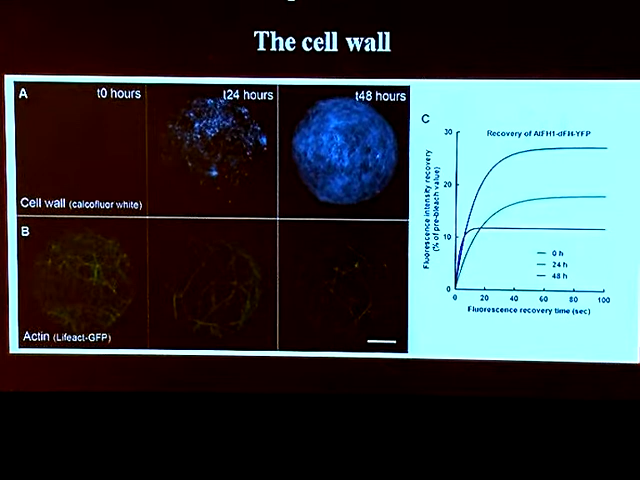 The cell wall
A
t0 hours
t24 hours
t48 hours
Cell wall (calcofluor white)
B
Actin (Lifeact-GFP)
C
Recovery of AtFH1-dFH-YFP
Fluorescence intensity recovery
(% of pre-bleach value)
30
20
10
0
0 h
24 h
48 h
0 20 40 60 80 100
Fluorescence recovery time (sec)